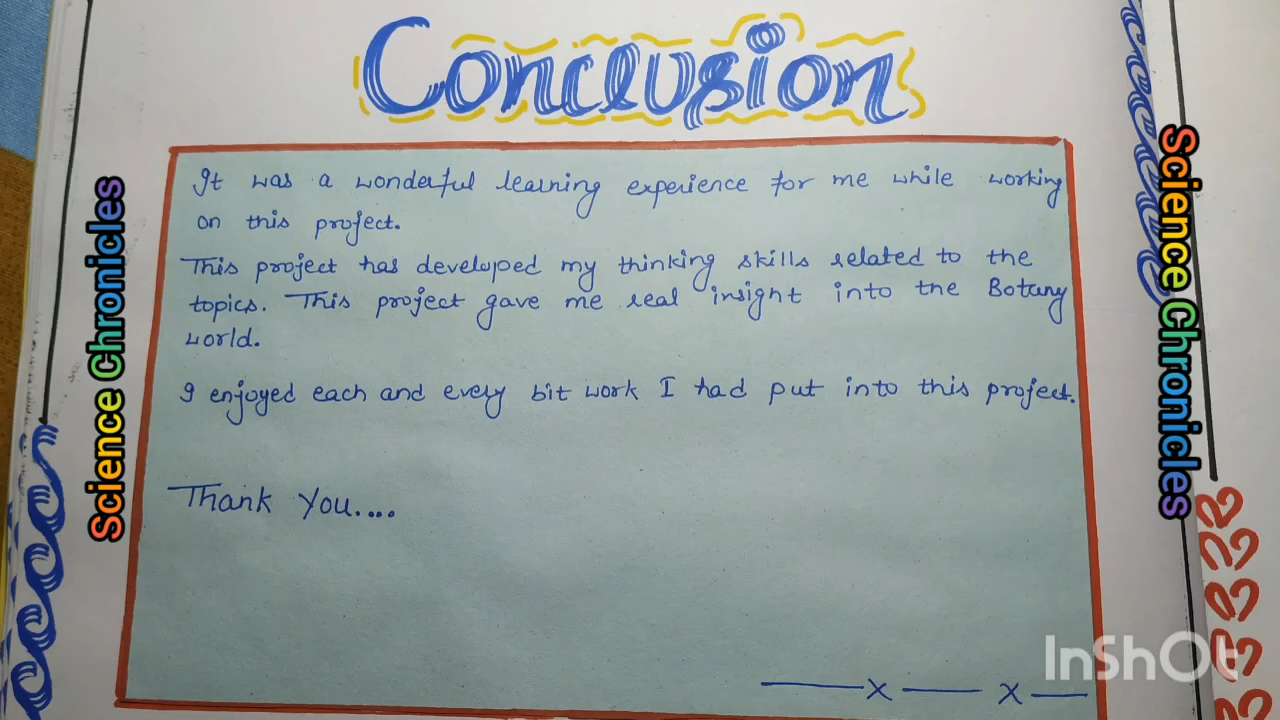 Conclusion
It was a wonderful learning experience for me while working
on this project.
This project has developed my thinking skills related to the
topics. This project gave me real insight into the Botany
world.
I enjoyed each and every bit work I had put into this project.
Thank You....
x x
Science Chronicles
Science Chronicles
InShOt